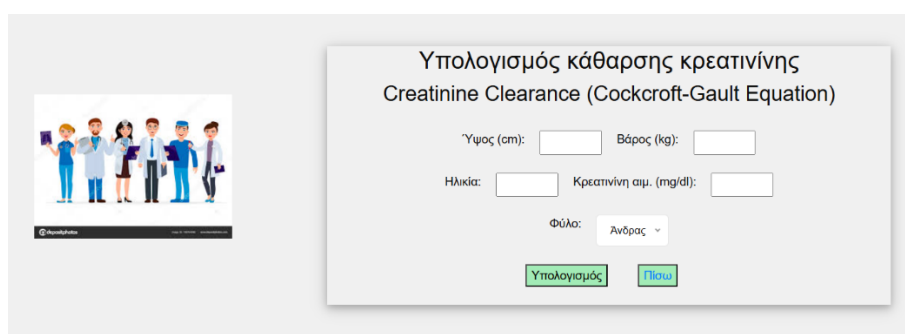 Υπολογισμός κάθαρσης κρεατινίνης
Creatinine Clearance (Cockcroft-Gault Equation)
Ύψος (cm): Βάρος (kg):
Ηλικία: Κρεατινίνη αιμ. (mg/dl):
Φύλο: Άνδρας
Υπολογισμός Πίσω
depositphotos